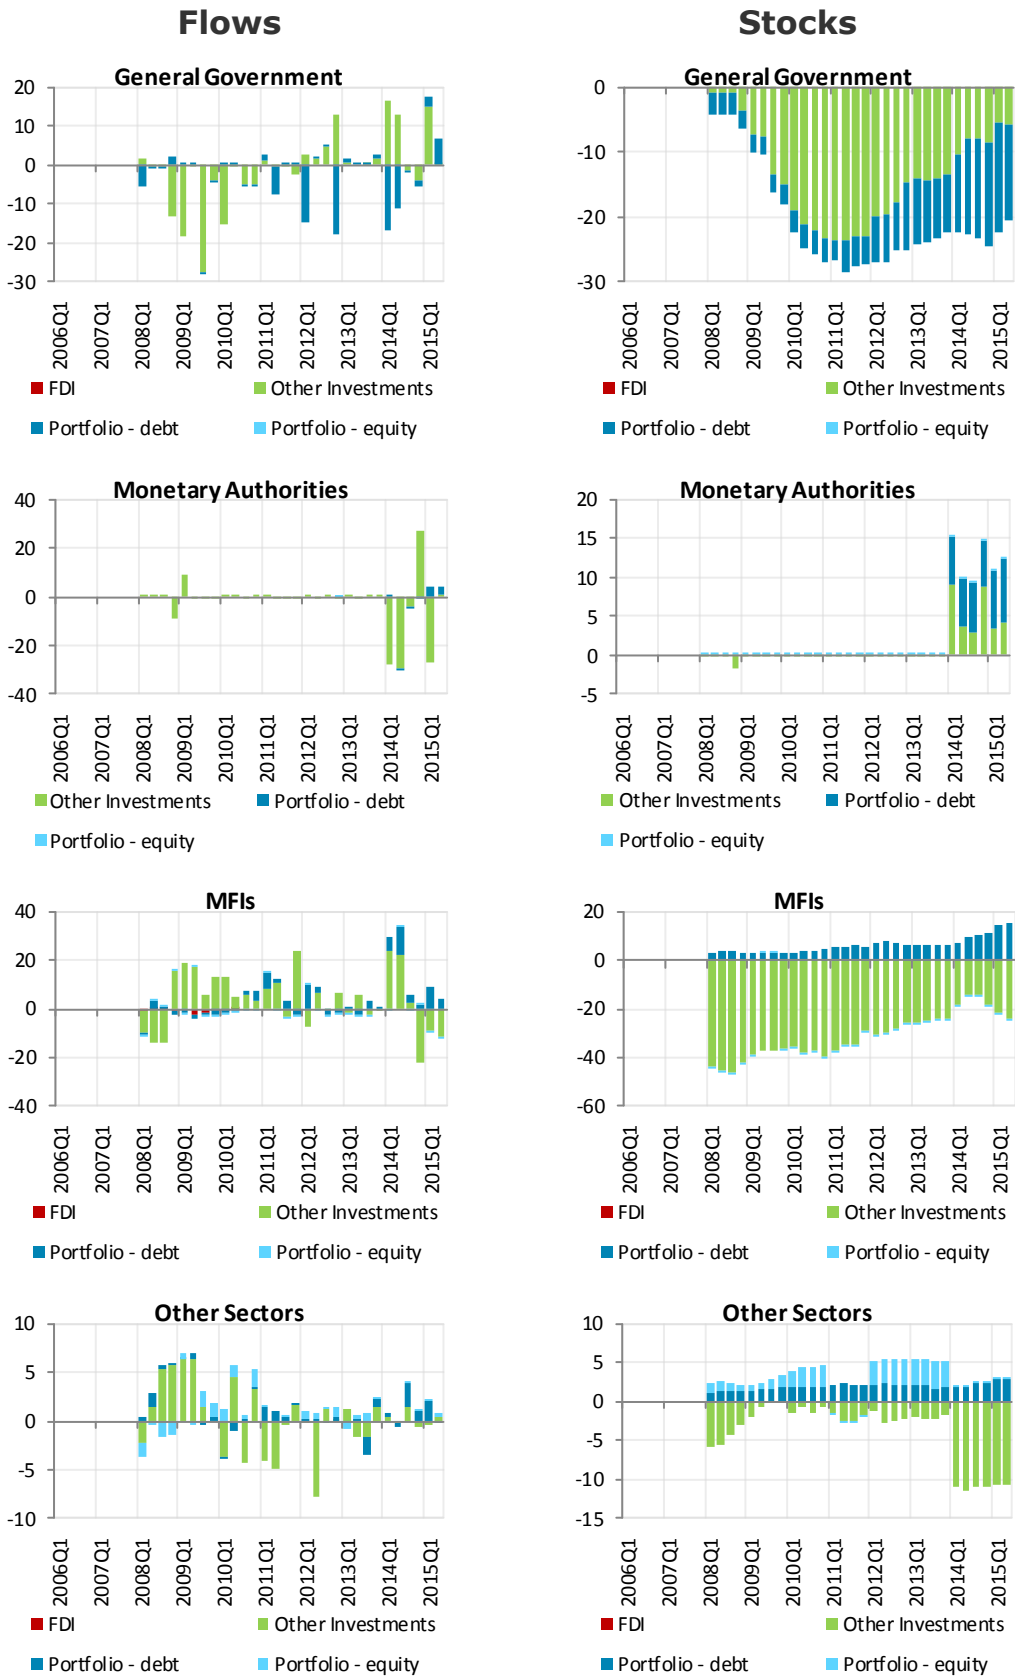 Flows
Stocks
General Government
20
10
0
-10
-20
-30
2006Q1 2007Q1 2008Q1 2009Q1 2010Q1 2011Q1 2012Q1 2013Q1 2014Q1 2015Q1
FDI Other Investments
Portfolio - debt Portfolio - equity
General Government
0
-10
-20
-30
2006Q1 2007Q1 2008Q1 2009Q1 2010Q1 2011Q1 2012Q1 2013Q1 2014Q1 2015Q1
FDI Other Investments
Portfolio - debt Portfolio - equity
Monetary Authorities
40
20
0
-20
-40
2006Q1 2007Q1 2008Q1 2009Q1 2010Q1 2011Q1 2012Q1 2013Q1 2014Q1 2015Q1
Other Investments Portfolio - debt
Portfolio - equity
Monetary Authorities
20
15
10
5
0
-5
2006Q1 2007Q1 2008Q1 2009Q1 2010Q1 2011Q1 2012Q1 2013Q1 2014Q1 2015Q1
Other Investments Portfolio - debt
Portfolio - equity
MFIs
40
20
0
-20
-40
2006Q1 2007Q1 2008Q1 2009Q1 2010Q1 2011Q1 2012Q1 2013Q1 2014Q1 2015Q1
FDI Other Investments
Portfolio - debt Portfolio - equity
MFIs
20
0
-20
-40
-60
2006Q1 2007Q1 2008Q1 2009Q1 2010Q1 2011Q1 2012Q1 2013Q1 2014Q1 2015Q1
FDI Other Investments
Portfolio - debt Portfolio - equity
Other Sectors
10
5
0
-5
-10
2006Q1 2007Q1 2008Q1 2009Q1 2010Q1 2011Q1 2012Q1 2013Q1 2014Q1 2015Q1
FDI Other Investments
Portfolio - debt Portfolio - equity
Other Sectors
10
5
0
-5
-10
-15
2006Q1 2007Q1 2008Q1 2009Q1 2010Q1 2011Q1 2012Q1 2013Q1 2014Q1 2015Q1
FDI Other Investments
Portfolio - debt Portfolio - equity